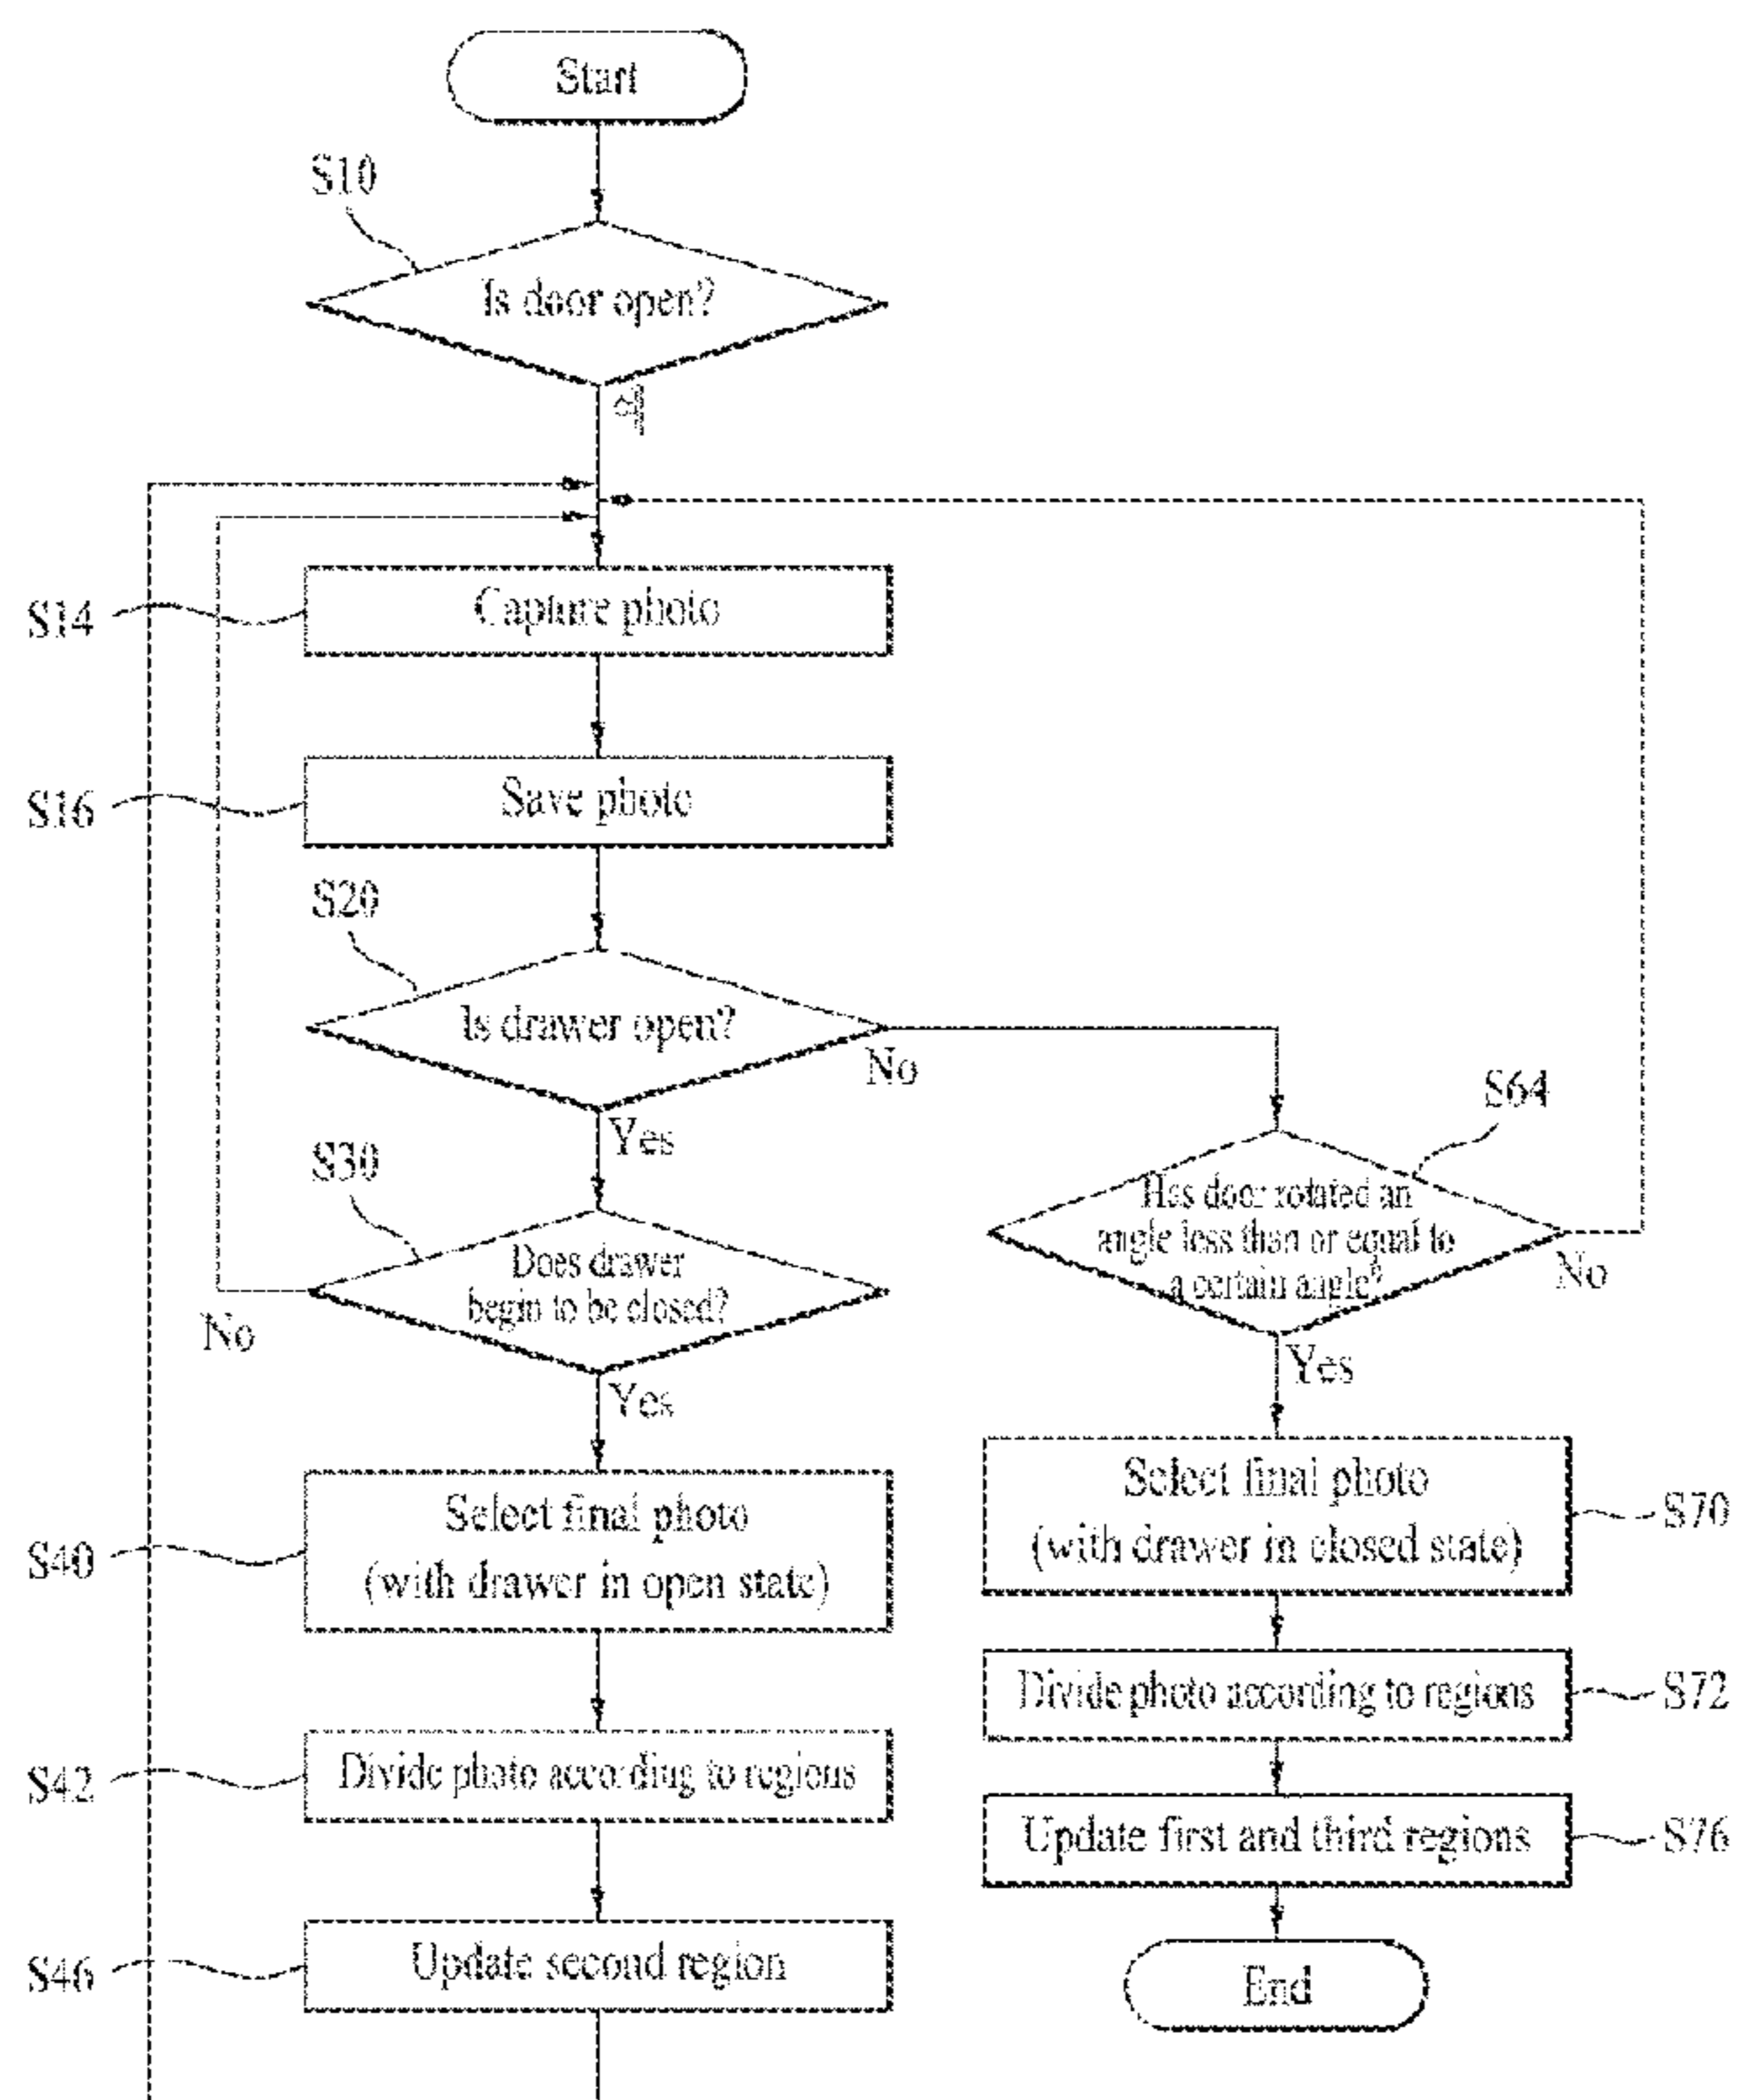 Start
S10
Is door open?
예
S14
Capture photo
S16
Save photo
S20
Is drawer open?
No
Yes
S64
Has door rotated an
angle less than or equal to
a certain angle?
No
Yes
S30
Does drawer
begin to be closed?
No
Yes
S40
Select final photo
(with drawer in open state)
S70
Select final photo
(with drawer in closed state)
S72
Divide photo according to regions
S42
Divide photo according to regions
S76
Update first and third regions
S46
Update second region
End